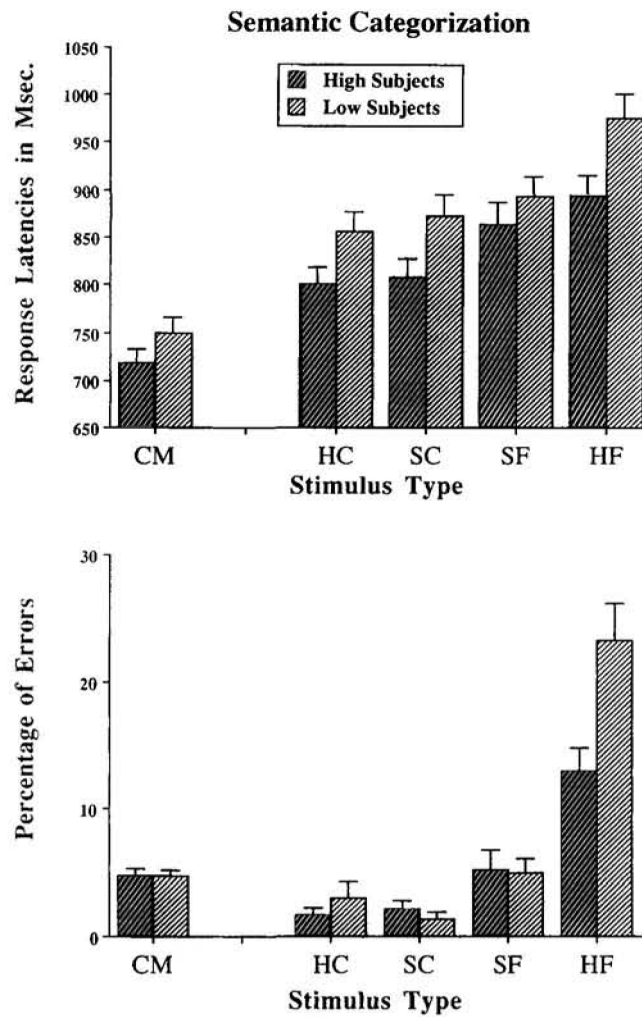 Semantic Categorization
High Subjects
Low Subjects
Response Latencies in Msec.
1050
1000
950
900
850
800
750
700
650
CM HC SC SF HF
Stimulus Type
Percentage of Errors
30
20
10
0
CM HC SC SF HF
Stimulus Type